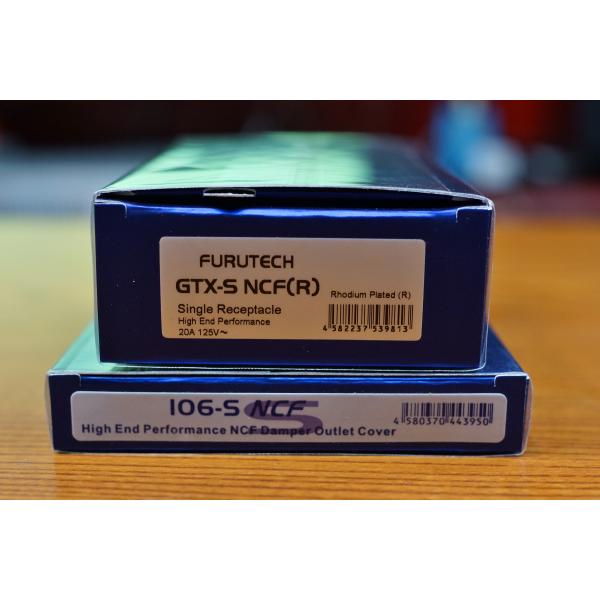 FURUTECH
GTX-S NCF(R)
Rhodium Plated (R)
Single Receptacle
High End Performance
20A 125V~
4 582237 539813
106-S NCF
S
High End Performance NCF Damper Outlet Cover
4 580370 443950